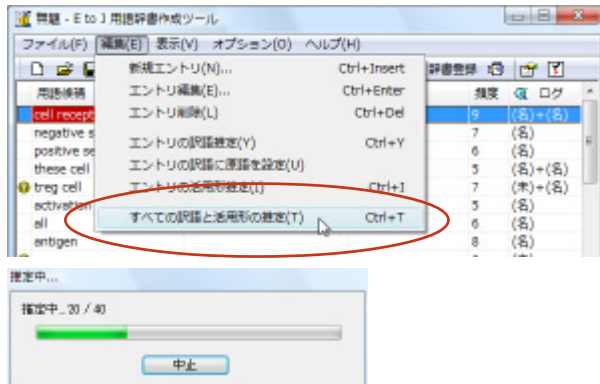 無題 - E to J 用語辞書作成ツール
ファイル(F) 編集(E) 表示(V) オプション(O) ヘルプ(H)
新規エントリ(N)... Ctrl+Insert
辞書登録
エントリ編集(E)... Ctrl+Enter
用語候補 頻度 ログ
エントリ削除(L) Ctrl+Del
cell recept 9 (名)+(名)
negative s 7 (名)
エントリの訳語推定(Y) Ctrl+Y
positive se 6 (名)
エントリの訳語に原語を設定(U)
these cell 5 (名)+(名)
エントリの活用形推定(I) Ctrl+I
treg cell 7 (未)+(名)
activation 5 (名)
すべての訳語と活用形の推定(T) Ctrl+T
all 6 (名)
antigen 8 (名)
推定中...
推定中...20 / 40
中止